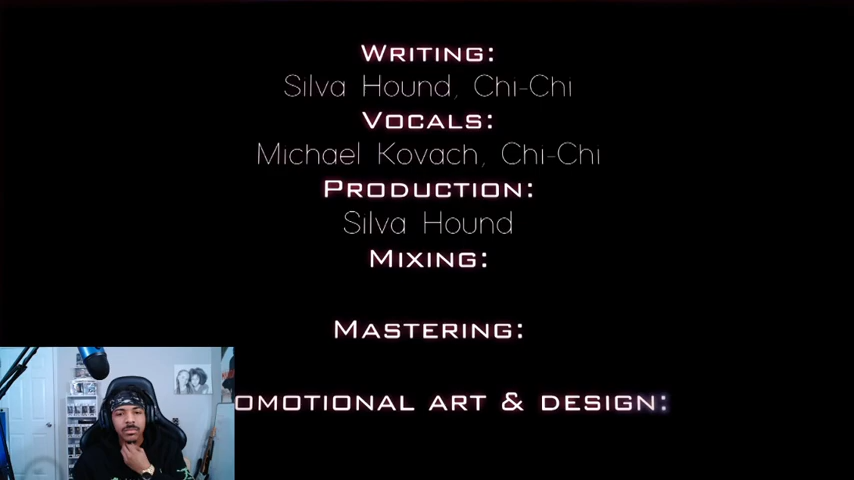 Writing:
Silva Hound, Chi-Chi
Vocals:
Michael Kovach, Chi-Chi
Production:
Silva Hound
Mixing:
Mastering:
omotional art & design: